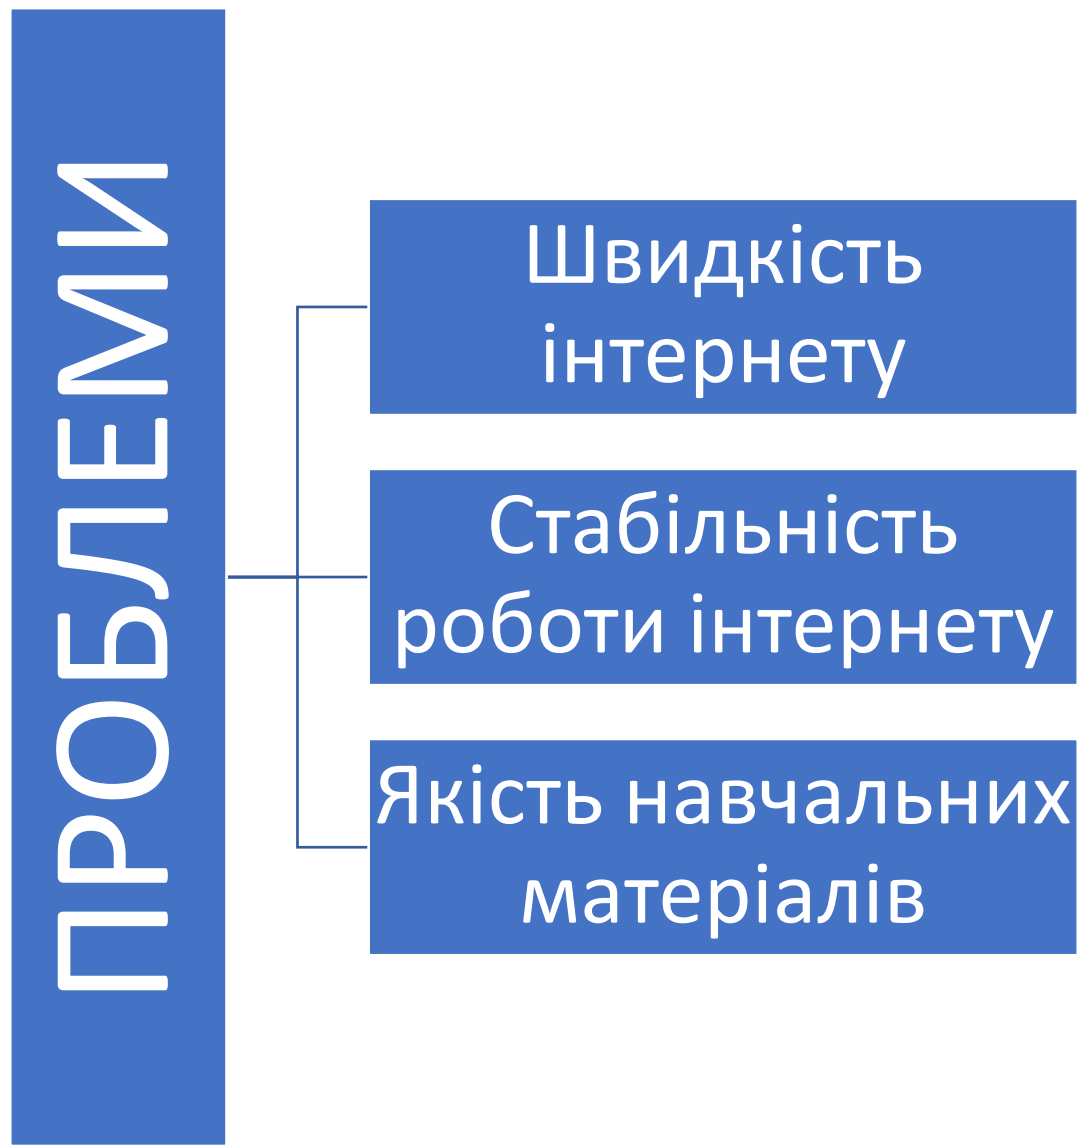 ПРОБЛЕМИ
Швидкість
інтернету
Стабільність
роботи інтернету
Якість навчальних
матеріалів